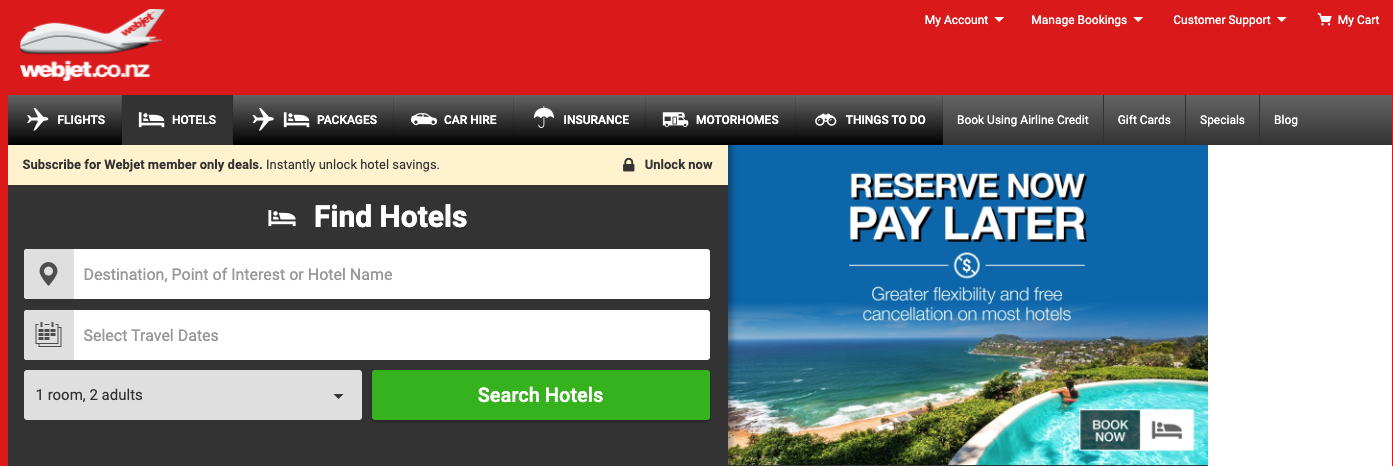 webjet
webjet.co.nz
My Account
Manage Bookings
Customer Support
My Cart
FLIGHTS
HOTELS
PACKAGES
CAR HIRE
INSURANCE
MOTORHOMES
THINGS TO DO
Book Using Airline Credit
Gift Cards
Specials
Blog
Subscribe for Webjet member only deals. Instantly unlock hotel savings.
Unlock now
Find Hotels
Destination, Point of Interest or Hotel Name
Select Travel Dates
1 room, 2 adults
Search Hotels
RESERVE NOW
PAY LATER
$
Greater flexibility and free
cancellation on most hotels
BOOK
NOW